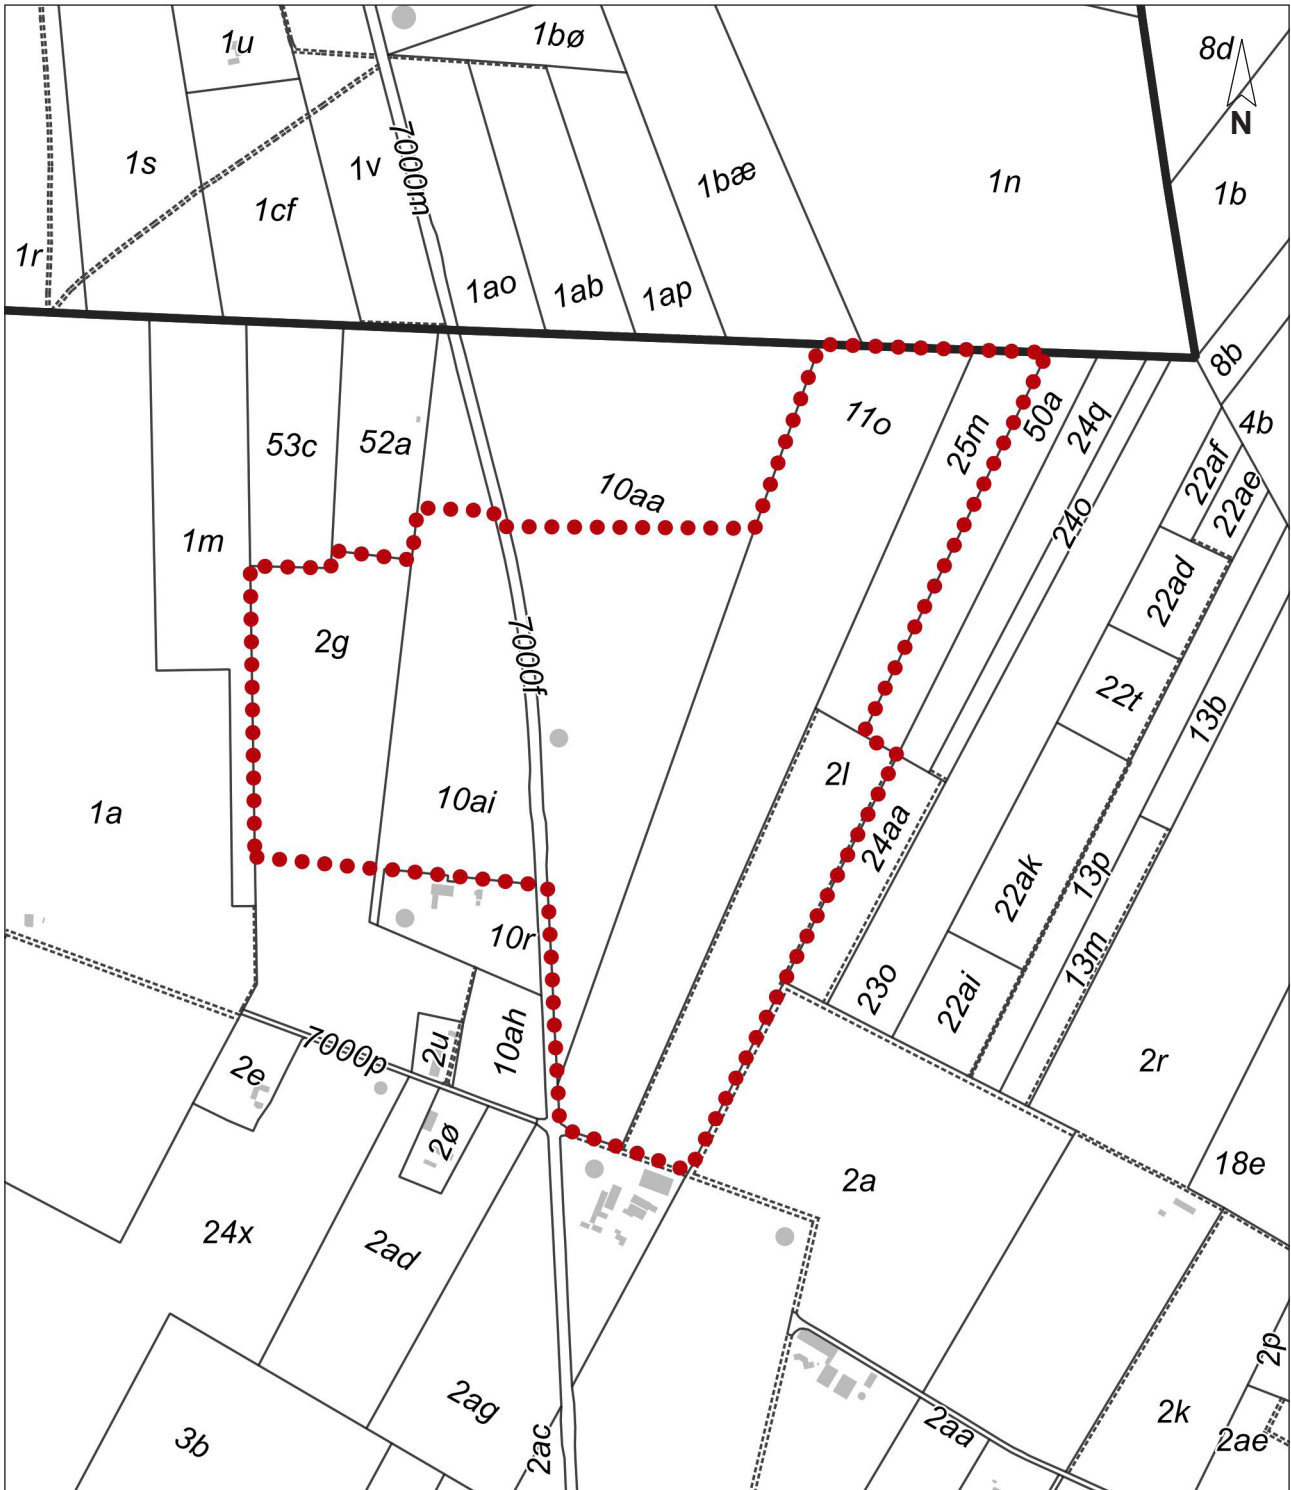 1u
1bø
8d
N
1s
1v
7000m
1bæ
1n
1b
1cf
1r
1ao
1ab
1ap
8b
53c
52a
11o
25m
50a
24q
4b
10aa
22af
22ae
24o
1m
22ad
2g
7000f
22t
13b
1a
10ai
2l
24aa
22ak
13p
10r
23o
22ai
13m
7000p
2u
10ah
2e
2r
2ø
2a
18e
24x
2ad
2p
2ag
2aa
2k
3b
2ac
2ae